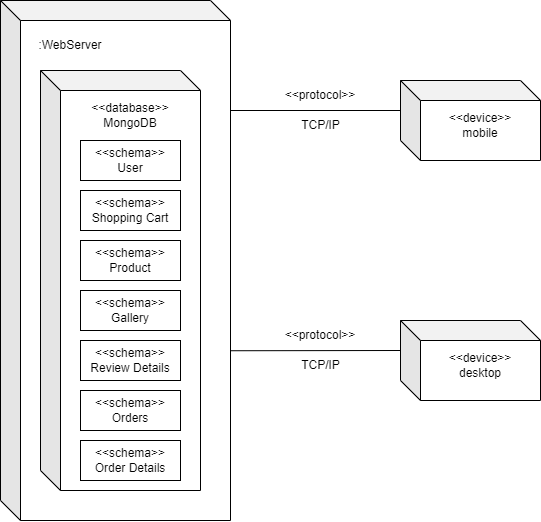 :WebServer
<<database>>
MongoDB
<<schema>>
User
<<schema>>
Shopping Cart
<<schema>>
Product
<<schema>>
Gallery
<<schema>>
Review Details
<<schema>>
Orders
<<schema>>
Order Details
<<protocol>>
TCP/IP
<<device>>
mobile
<<protocol>>
TCP/IP
<<device>>
desktop